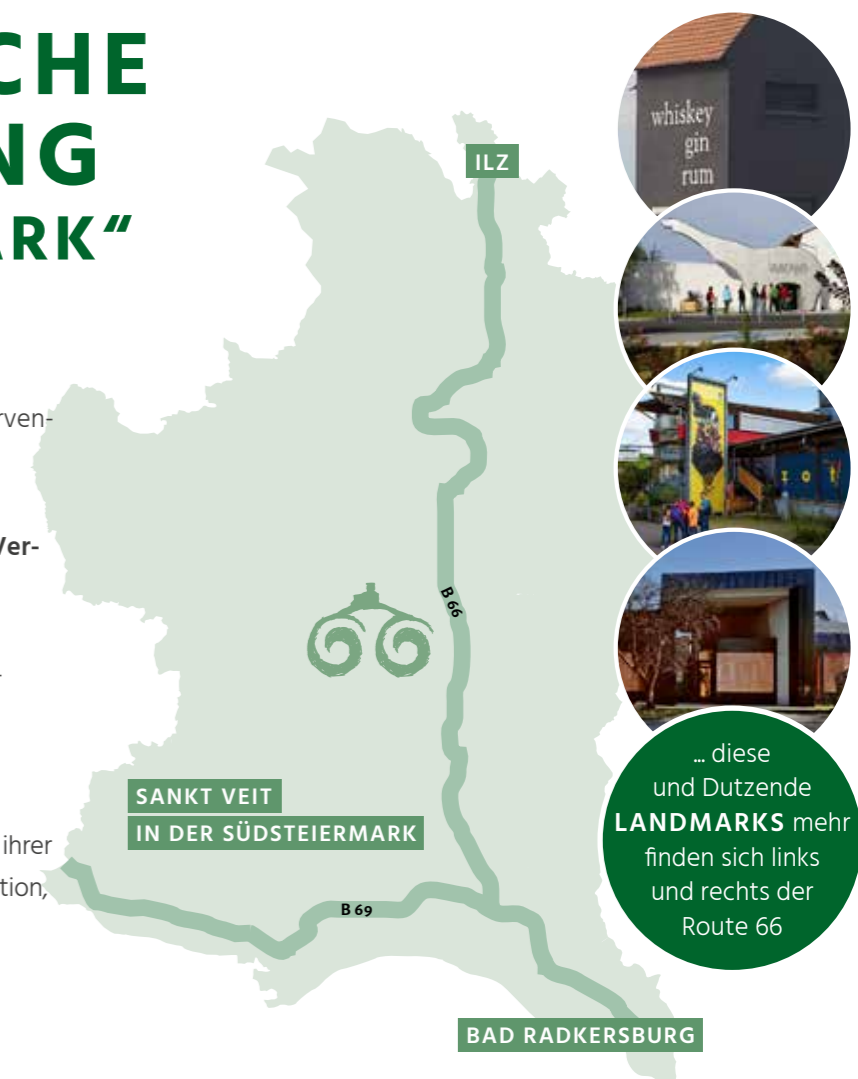 CHE
NG
ARK“
rven-
Ver-
ihrer
tion,
ILZ
B 66
SANKT VEIT
IN DER SÜDSTEIERMARK
B 69
BAD RADKERSBURG
whiskey
gin
rum
... diese
und Dutzende
LANDMARKS mehr
finden sich links
und rechts der
Route 66